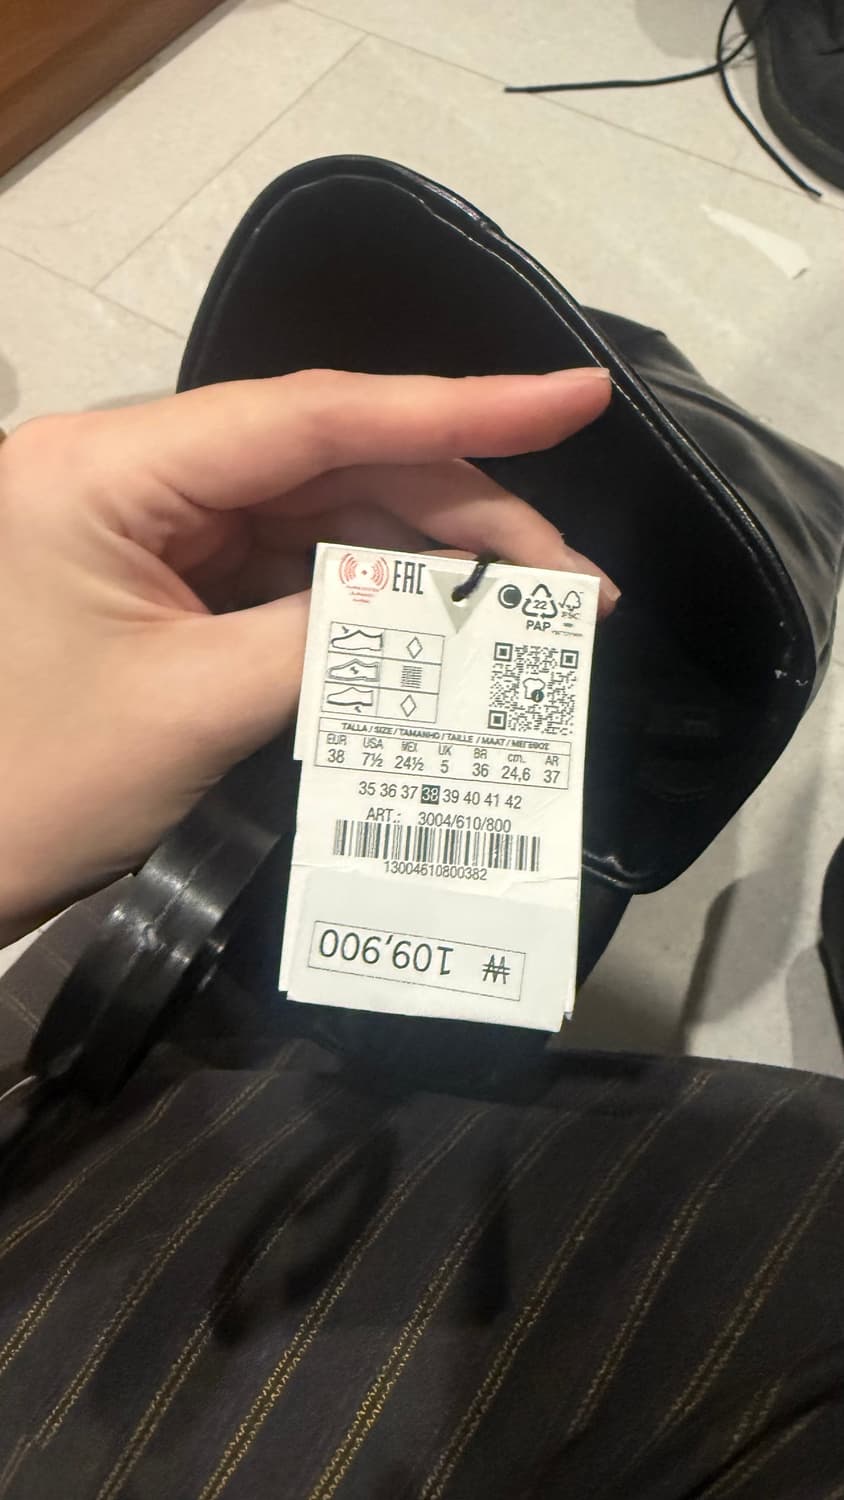 EAC
C
22
PAP
FSC
TALLA / SIZE / TAMANHO / TAILLE / MAAT / ΜΕΓΕΘΟΣ
EUR USA MEX UK BR cm. AR
38 7½ 24½ 5 36 24,6 37
35 36 37 38 39 40 41 42
ART.: 3004/610/800
13004610800382
₩ 109,900